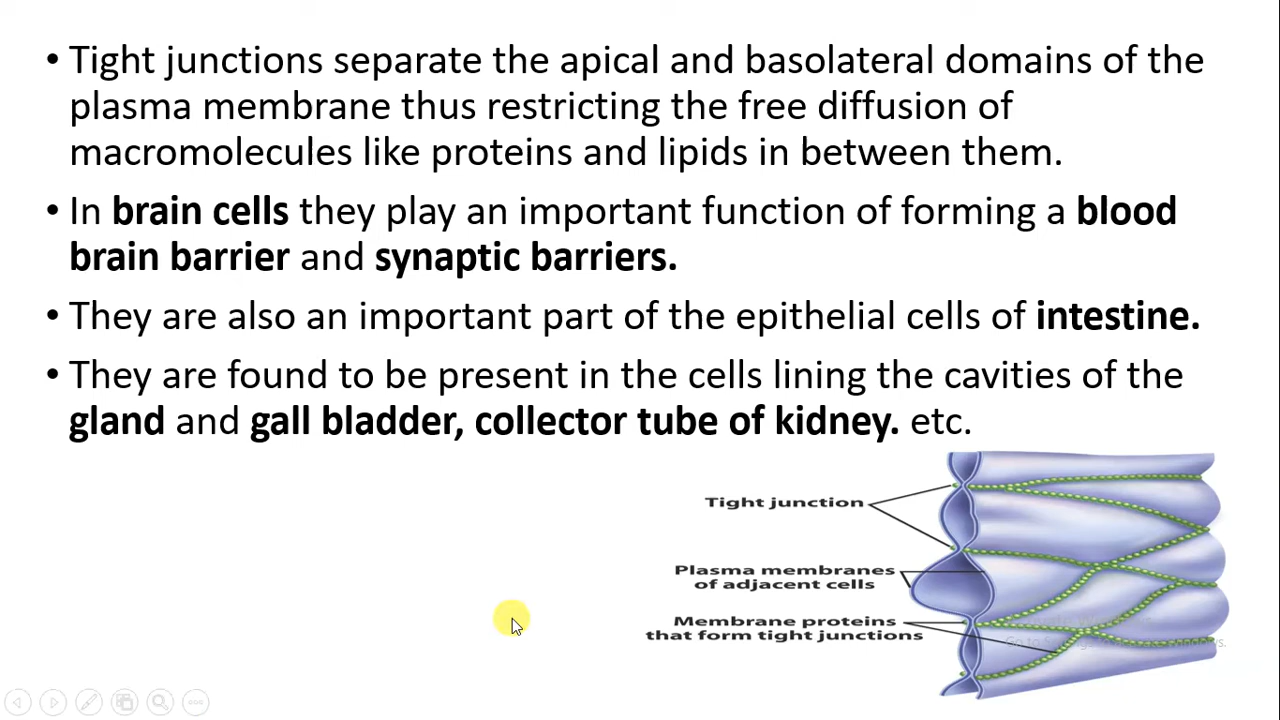 • Tight junctions separate the apical and basolateral domains of the
plasma membrane thus restricting the free diffusion of
macromolecules like proteins and lipids in between them.
• In brain cells they play an important function of forming a blood
brain barrier and synaptic barriers.
• They are also an important part of the epithelial cells of intestine.
• They are found to be present in the cells lining the cavities of the
gland and gall bladder, collector tube of kidney. etc.
Tight junction
Plasma membranes
of adjacent cells
Membrane proteins
that form tight junctions